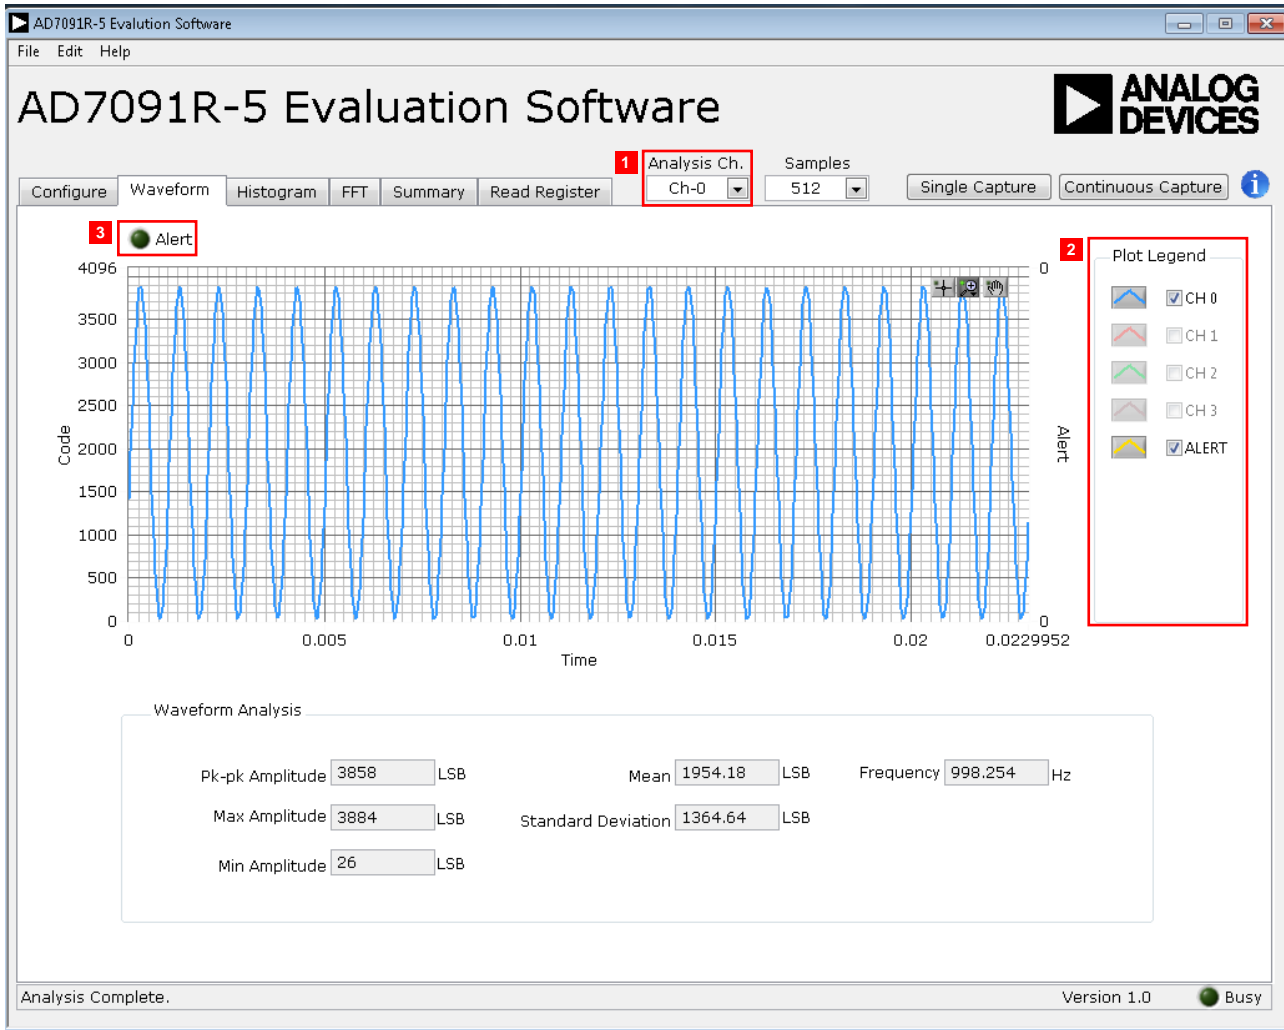 AD7091R-5 Evalution Software
File Edit Help
AD7091R-5 Evaluation Software
ANALOG
DEVICES
1 Analysis Ch. Samples
Configure Waveform Histogram FFT Summary Read Register Ch-0 512 Single Capture Continuous Capture i
3 Alert
2 Plot Legend
4096 0
CH 0
3500
CH 1
3000
CH 2
2500
CH 3
2000
ALERT
1500
1000
500
0 0
Code
Alert
0 0.005 0.01 0.015 0.02 0.0229952
Time
Waveform Analysis
Pk-pk Amplitude 3858 LSB Mean 1954.18 LSB Frequency 998.254 Hz
Max Amplitude 3884 LSB Standard Deviation 1364.64 LSB
Min Amplitude 26 LSB
Analysis Complete. Version 1.0 Busy